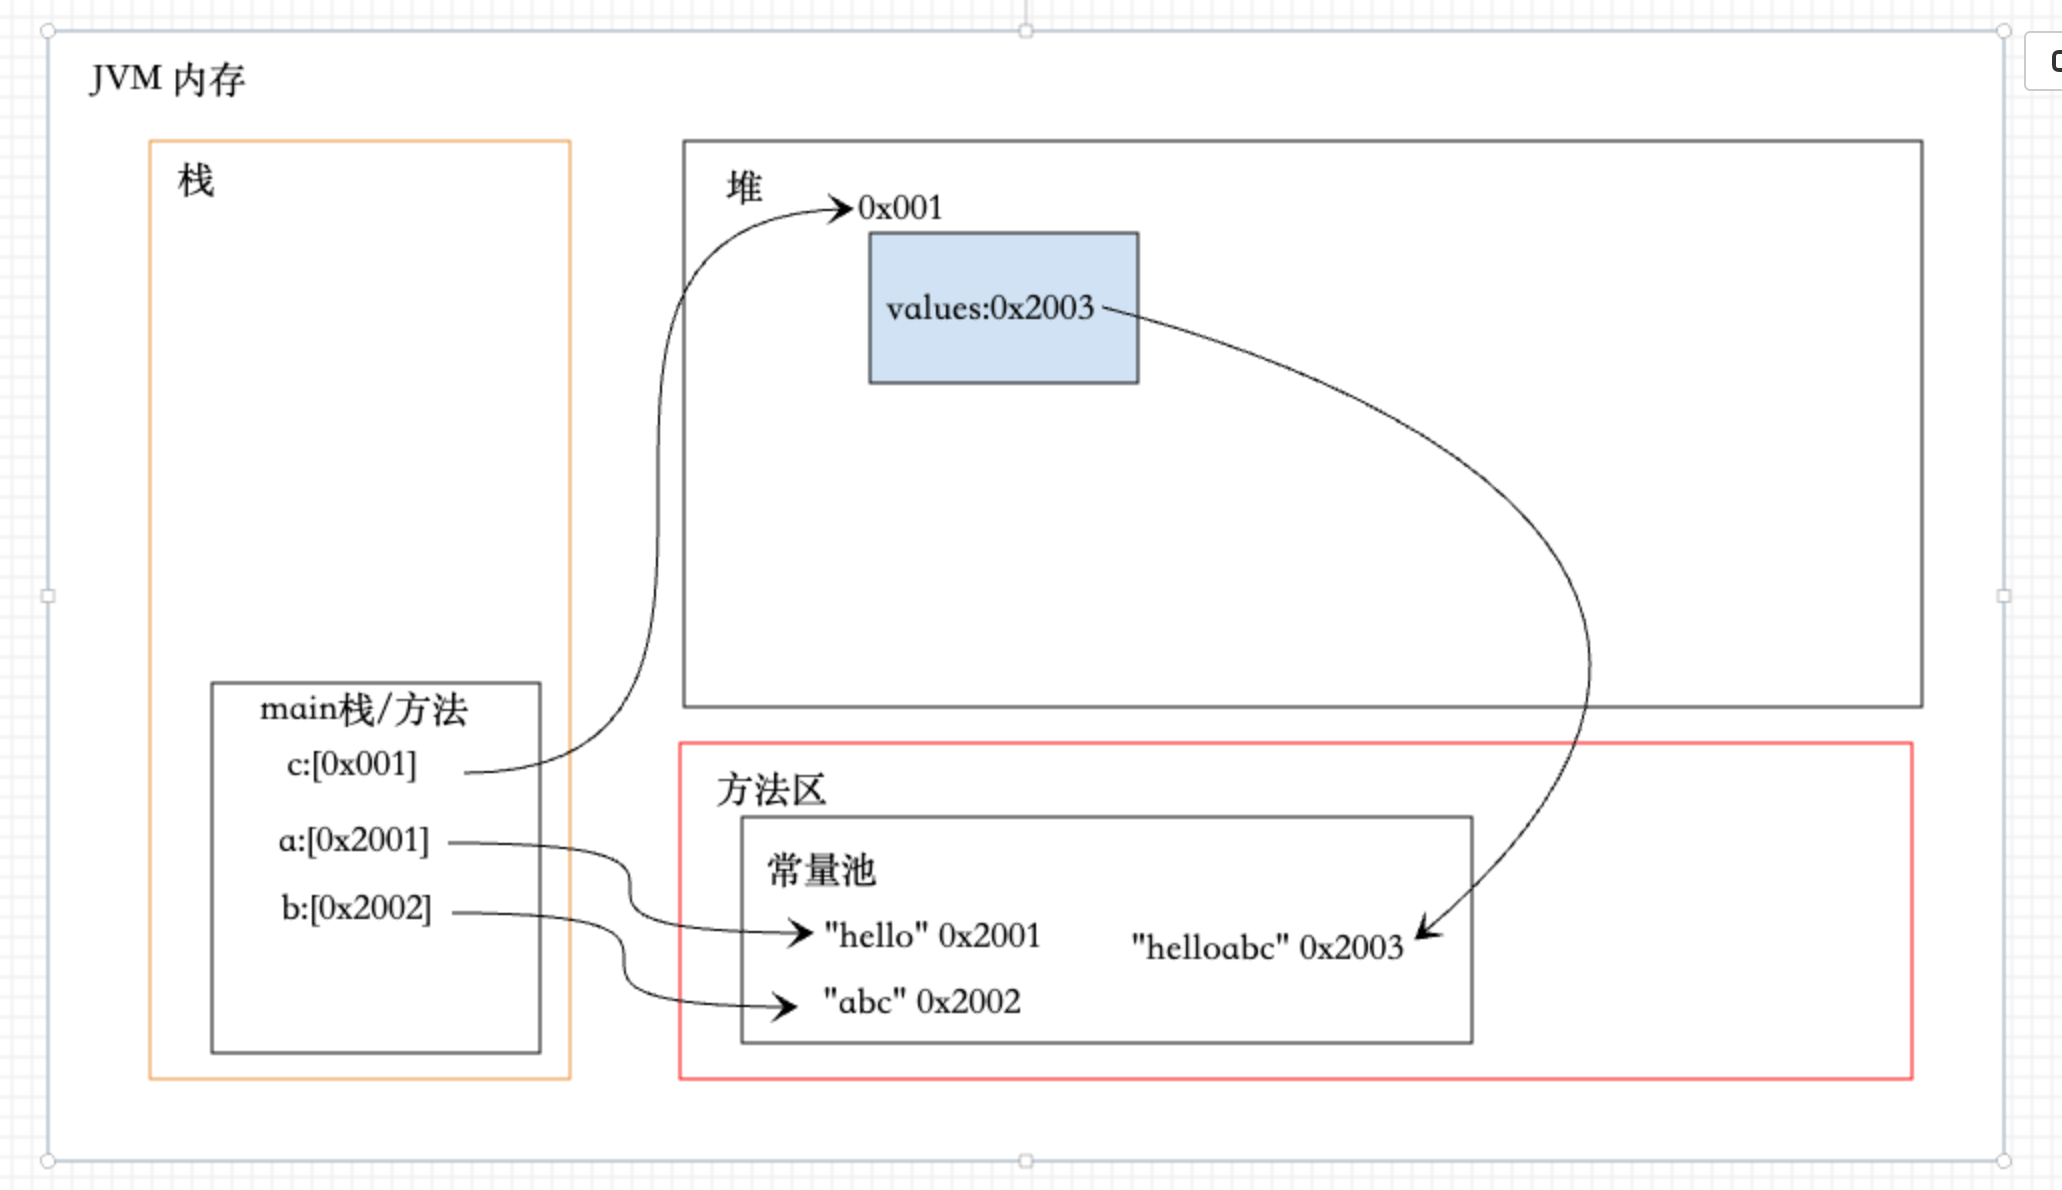 JVM 内存
栈
main栈/方法
c:[0x001]
a:[0x2001]
b:[0x2002]
堆
0x001
values:0x2003
方法区
常量池
"hello" 0x2001
"helloabc" 0x2003
"abc" 0x2002